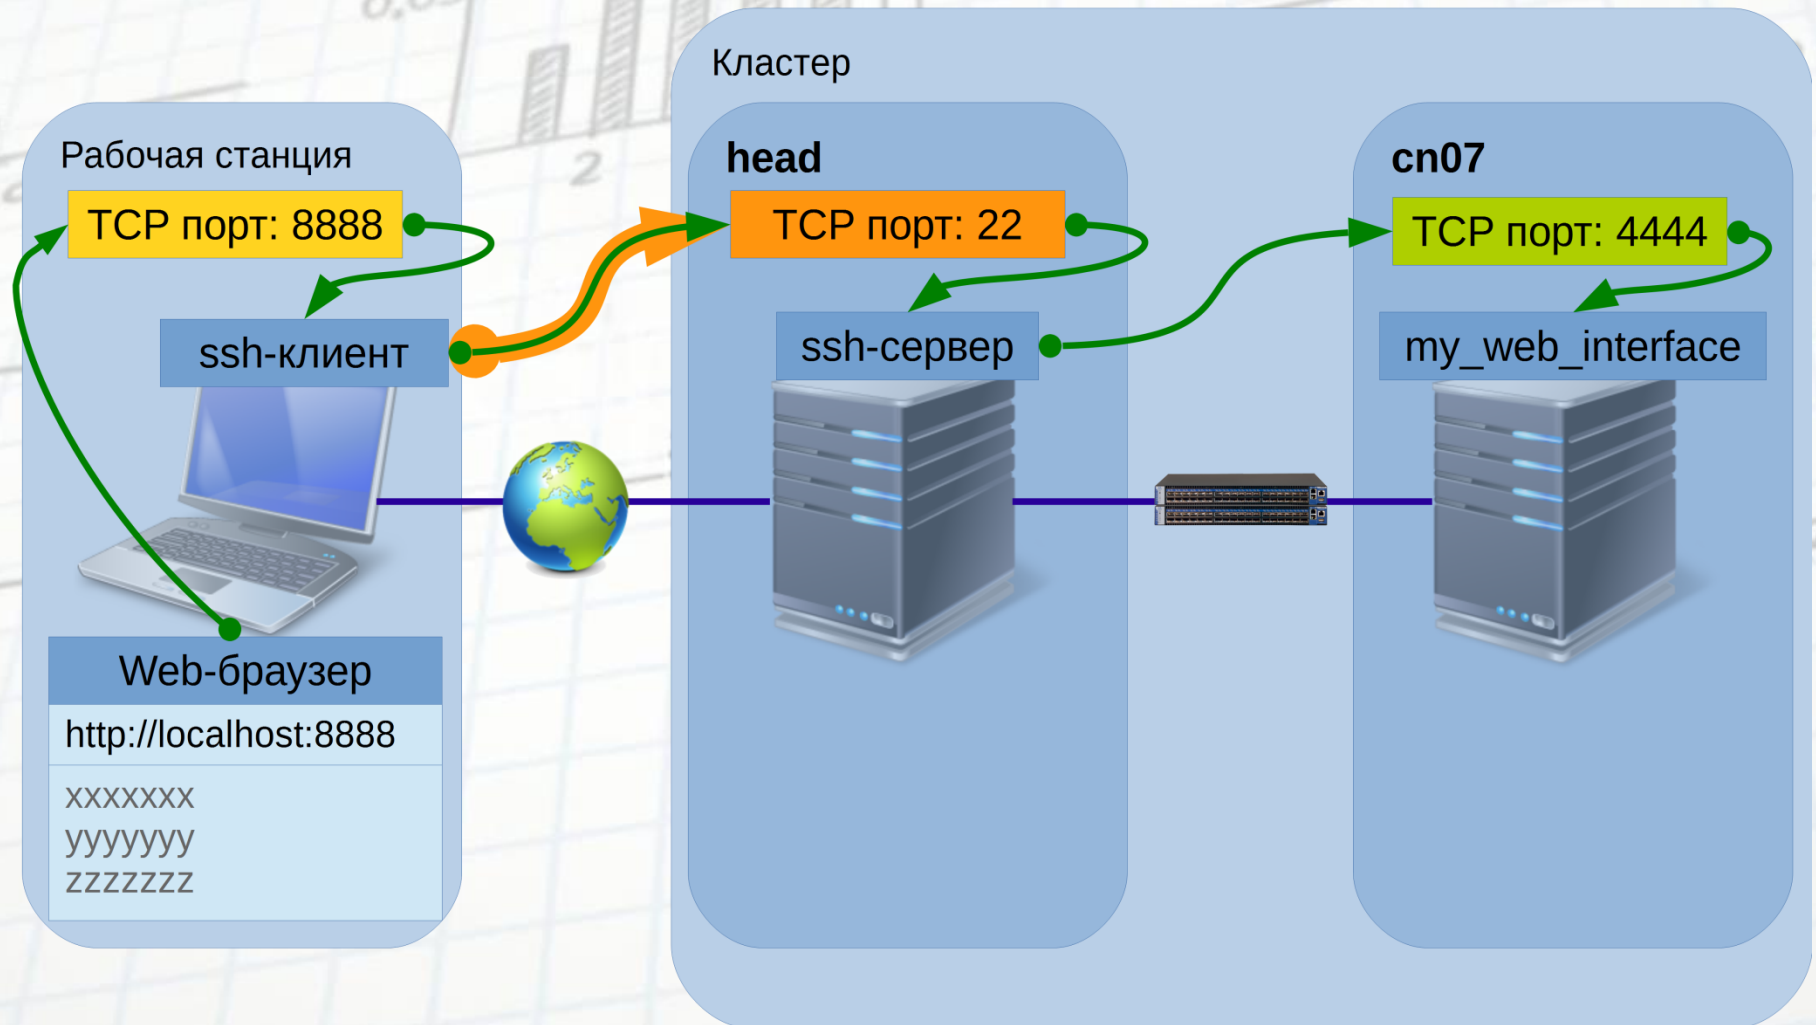 Кластер
Рабочая станция
TCP порт: 8888
ssh-клиент
Web-браузер
http://localhost:8888
xxxxxxx
yyyyyyy
zzzzzzz
head
TCP порт: 22
ssh-сервер
cn07
TCP порт: 4444
my_web_interface
2